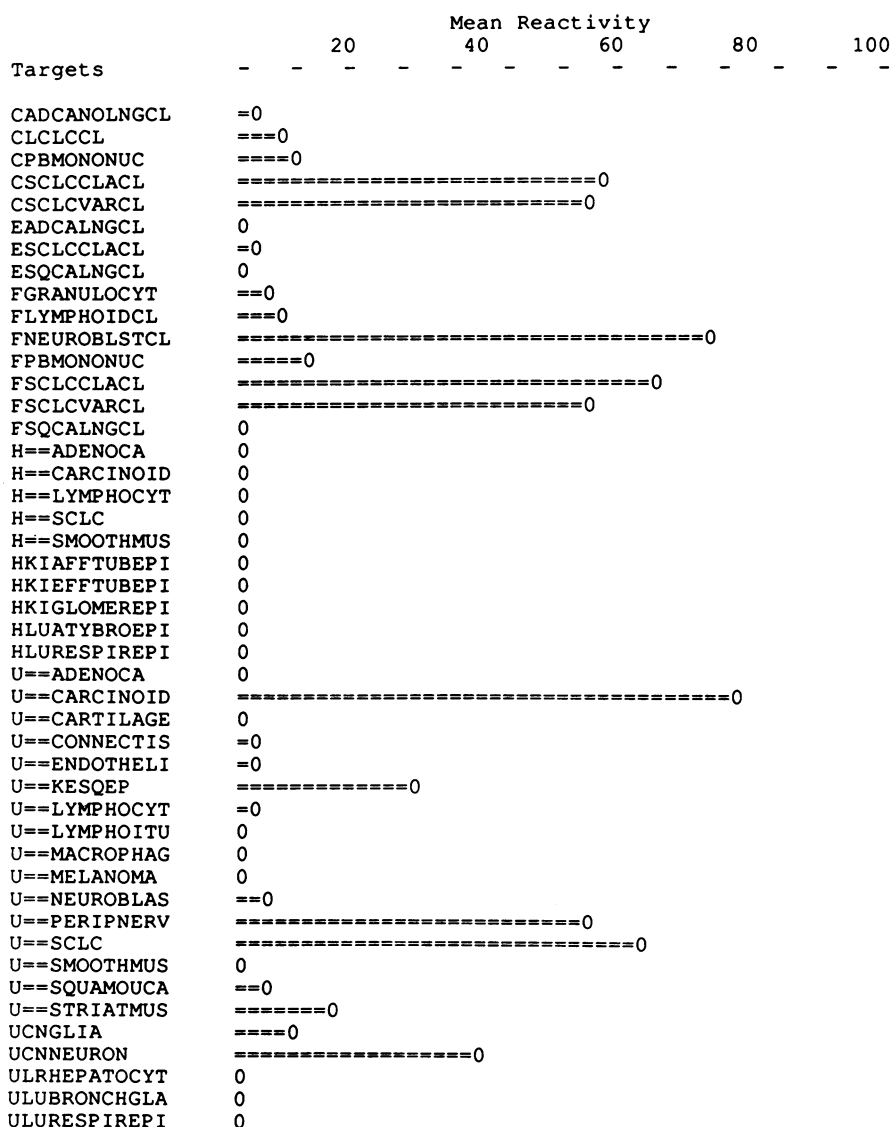 Mean Reactivity
20 40 60 80 100
Targets - - - - - - - - - - - - -
CADCANOLNGCL =0
CLCLCCL ===0
CPBMONONUC ====0
CSCLCCLACL ===========================0
CSCLCVARCL ==========================0
EADCALNGCL 0
ESCLCCLACL =0
ESQCALNGCL 0
FGRANULOCYT ==0
FLYMPHOIDCL ===0
FNEUROBLSTCL ===================================0
FPBMONONUC =====0
FSCLCCLACL ===============================0
FSCLCVARCL ==========================0
FSQCALNGCL 0
H==ADENOCA 0
H==CARCINOID 0
H==LYMPHOCYT 0
H==SCLC 0
H==SMOOTHMUS 0
HKIAFFTUBEPI 0
HKIEFFTUBEPI 0
HKIGLOMEREPI 0
HLUATYBROEPI 0
HLURESPIREPI 0
U==ADENOCA 0
U==CARCINOID =====================================0
U==CARTILAGE 0
U==CONNECTIS =0
U==ENDOTHELI =0
U==KESQEP =============0
U==LYMPHOCYT =0
U==LYMPHOITU 0
U==MACROPHAG 0
U==MELANOMA 0
U==NEUROBLAS ==0
U==PERIPNERV ==========================0
U==SCLC ==============================0
U==SMOOTHMUS 0
U==SQUAMOUCA ==0
U==STRIATMUS =======0
UCNGLIA ====0
UCNNEURON ==================0
ULRHEPATOCYT 0
ULUBRONCHGLA 0
ULURESPIREPI 0